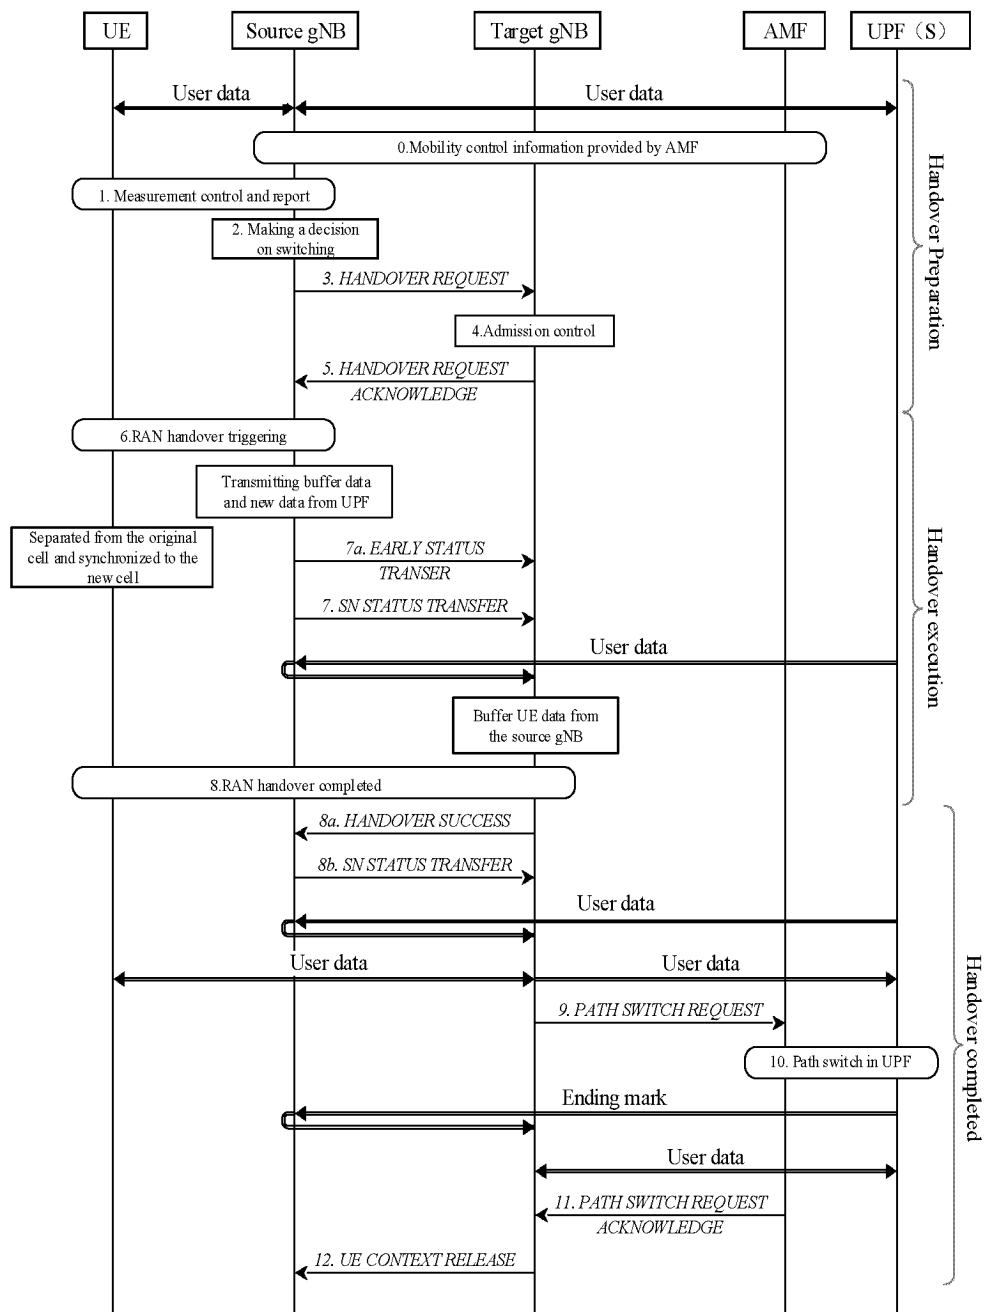 UE
Source gNB
Target gNB
AMF
UPF（S）
User data
User data
0.Mobility control information provided by AMF
1. Measurement control and report
2. Making a decision
on switching
3. HANDOVER REQUEST
4.Admission control
5. HANDOVER REQUEST
ACKNOWLEDGE
Handover Preparation
6.RAN handover triggering
Transmitting buffer data
and new data from UPF
Separated from the original
cell and synchronized to the
new cell
7a. EARLY STATUS
TRANSER
7. SN STATUS TRANSFER
User data
Buffer UE data from
the source gNB
Handover execution
8.RAN handover completed
8a. HANDOVER SUCCESS
8b. SN STATUS TRANSFER
User data
User data
User data
9. PATH SWITCH REQUEST
10. Path switch in UPF
Ending mark
User data
11. PATH SWITCH REQUEST
ACKNOWLEDGE
12. UE CONTEXT RELEASE
Handover completed